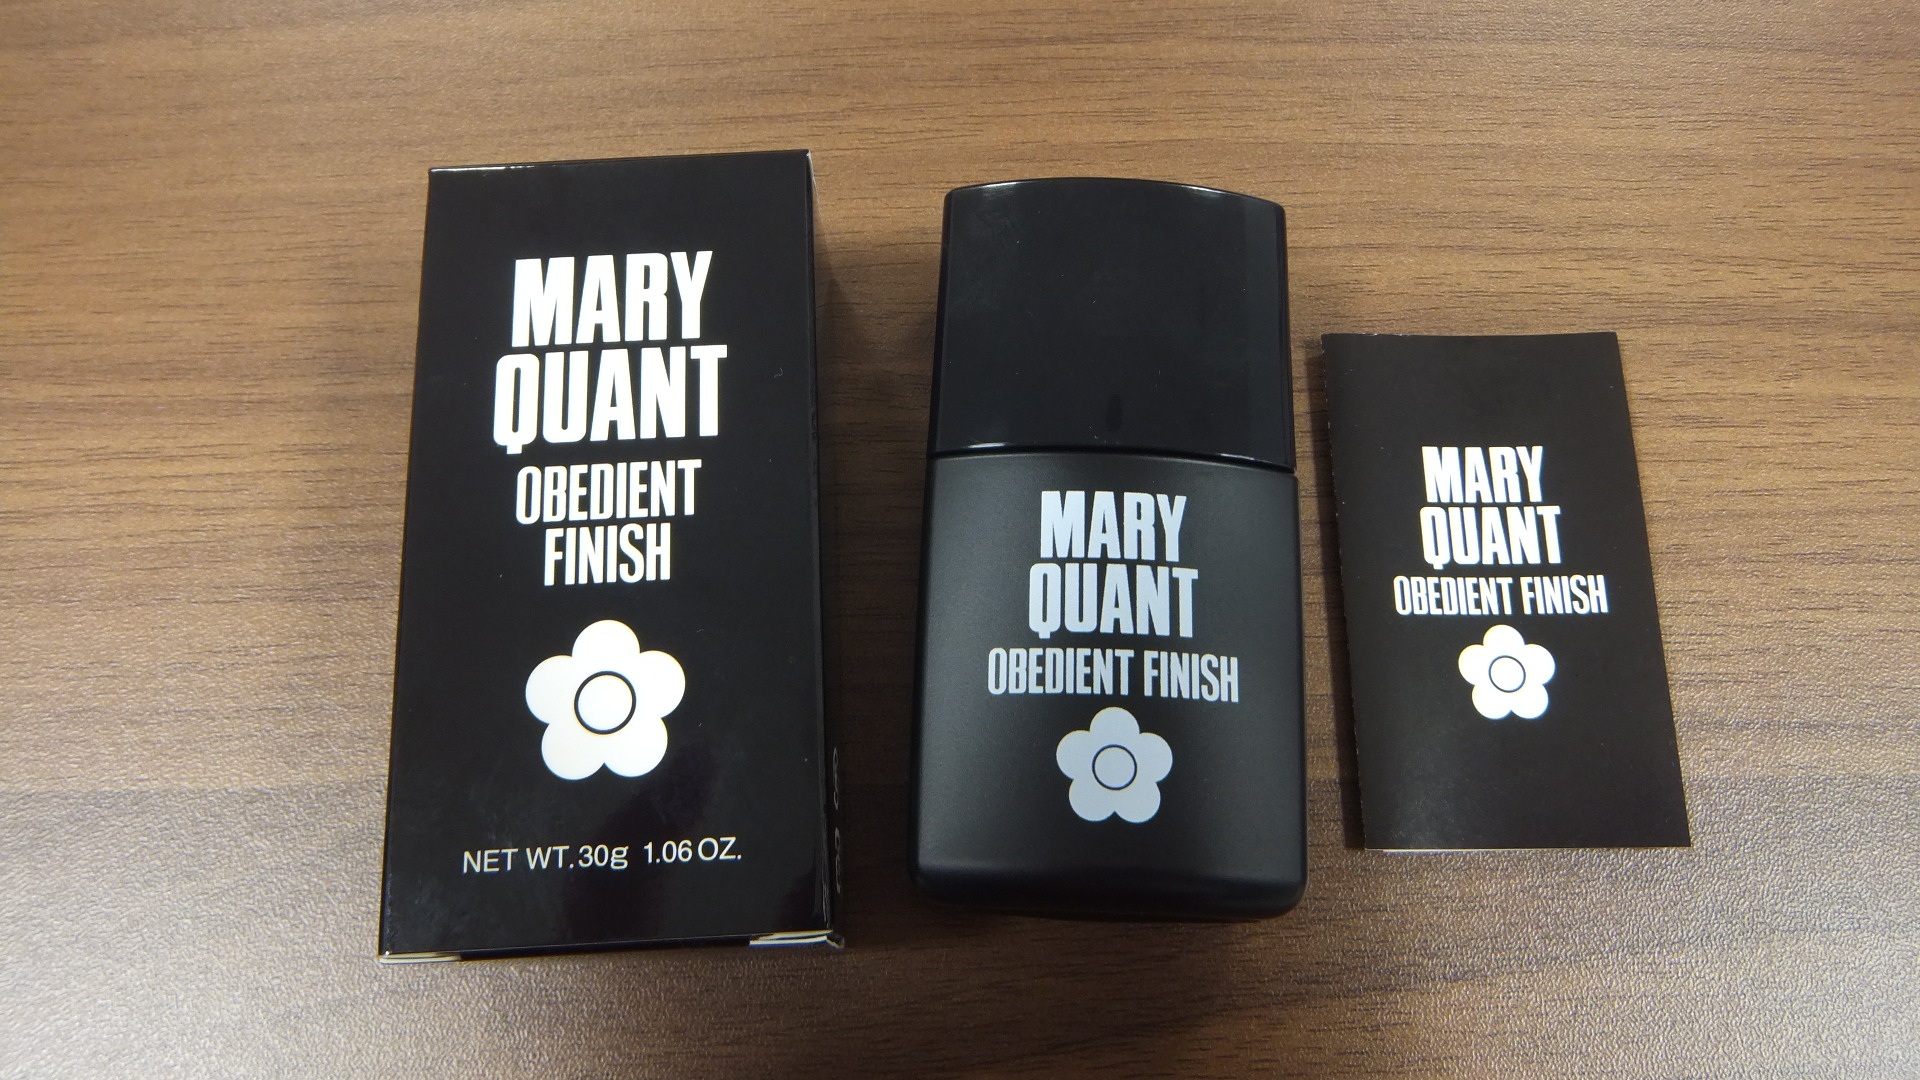 MARY
QUANT
OBEDIENT
FINISH
NET WT.30g 1.06 OZ.
MARY
QUANT
OBEDIENT FINISH
MARY
QUANT
OBEDIENT FINISH